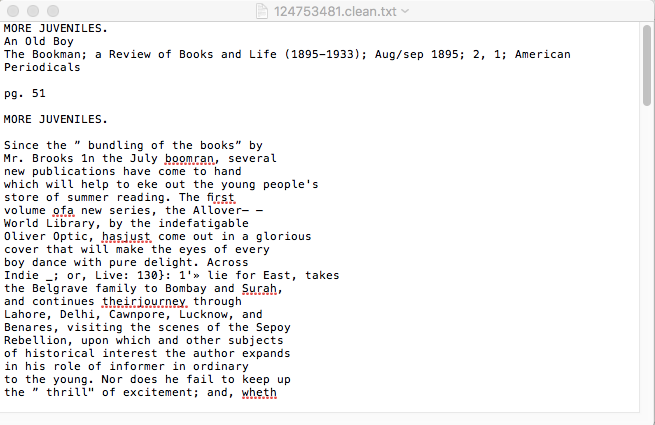 124753481.clean.txt
MORE JUVENILES.
An Old Boy
The Bookman; a Review of Books and Life (1895-1933); Aug/sep 1895; 2, 1; American
Periodicals
pg. 51
MORE JUVENILES.
Since the ” bundling of the books” by
Mr. Brooks 1n the July boomran, several
new publications have come to hand
which will help to eke out the young people's
store of summer reading. The first
volume ofa new series, the Allover— —
World Library, by the indefatigable
Oliver Optic, hasjust come out in a glorious
cover that will make the eyes of every
boy dance with pure delight. Across
Indie _; or, Live: 130}: 1'» lie for East, takes
the Belgrave family to Bombay and Surah,
and continues theirjourney through
Lahore, Delhi, Cawnpore, Lucknow, and
Benares, visiting the scenes of the Sepoy
Rebellion, upon which and other subjects
of historical interest the author expands
in his role of informer in ordinary
to the young. Nor does he fail to keep up
the ” thrill" of excitement; and, wheth